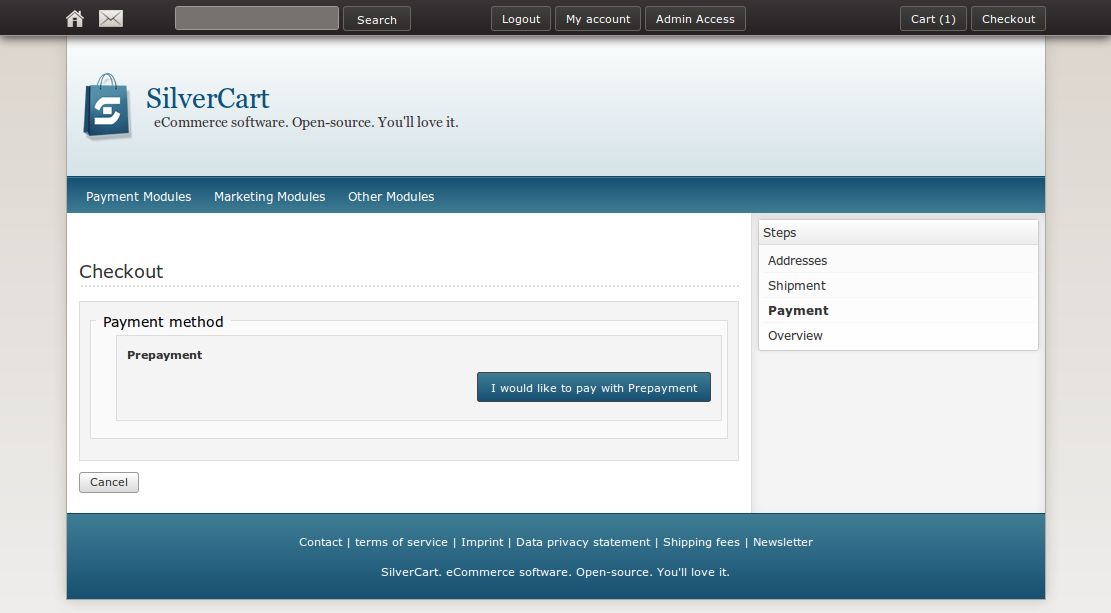 Search Logout My account Admin Access Cart (1) Checkout
SilverCart
eCommerce software. Open-source. You'll love it.
Payment Modules Marketing Modules Other Modules
Checkout
Payment method
Prepayment
I would like to pay with Prepayment
Cancel
Steps
Addresses
Shipment
Payment
Overview
Contact | terms of service | Imprint | Data privacy statement | Shipping fees | Newsletter
SilverCart. eCommerce software. Open-source. You'll love it.